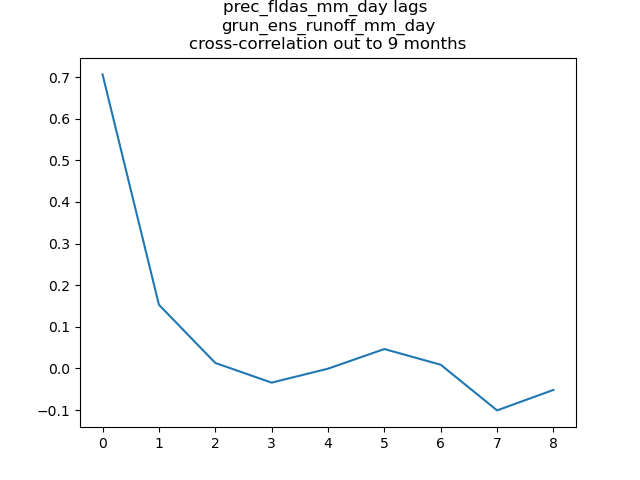 prec_fldas_mm_day lags
grun_ens_runoff_mm_day
cross-correlation out to 9 months
0.7
0.6
0.5
0.4
0.3
0.2
0.1
0.0
−0.1
0 1 2 3 4 5 6 7 8